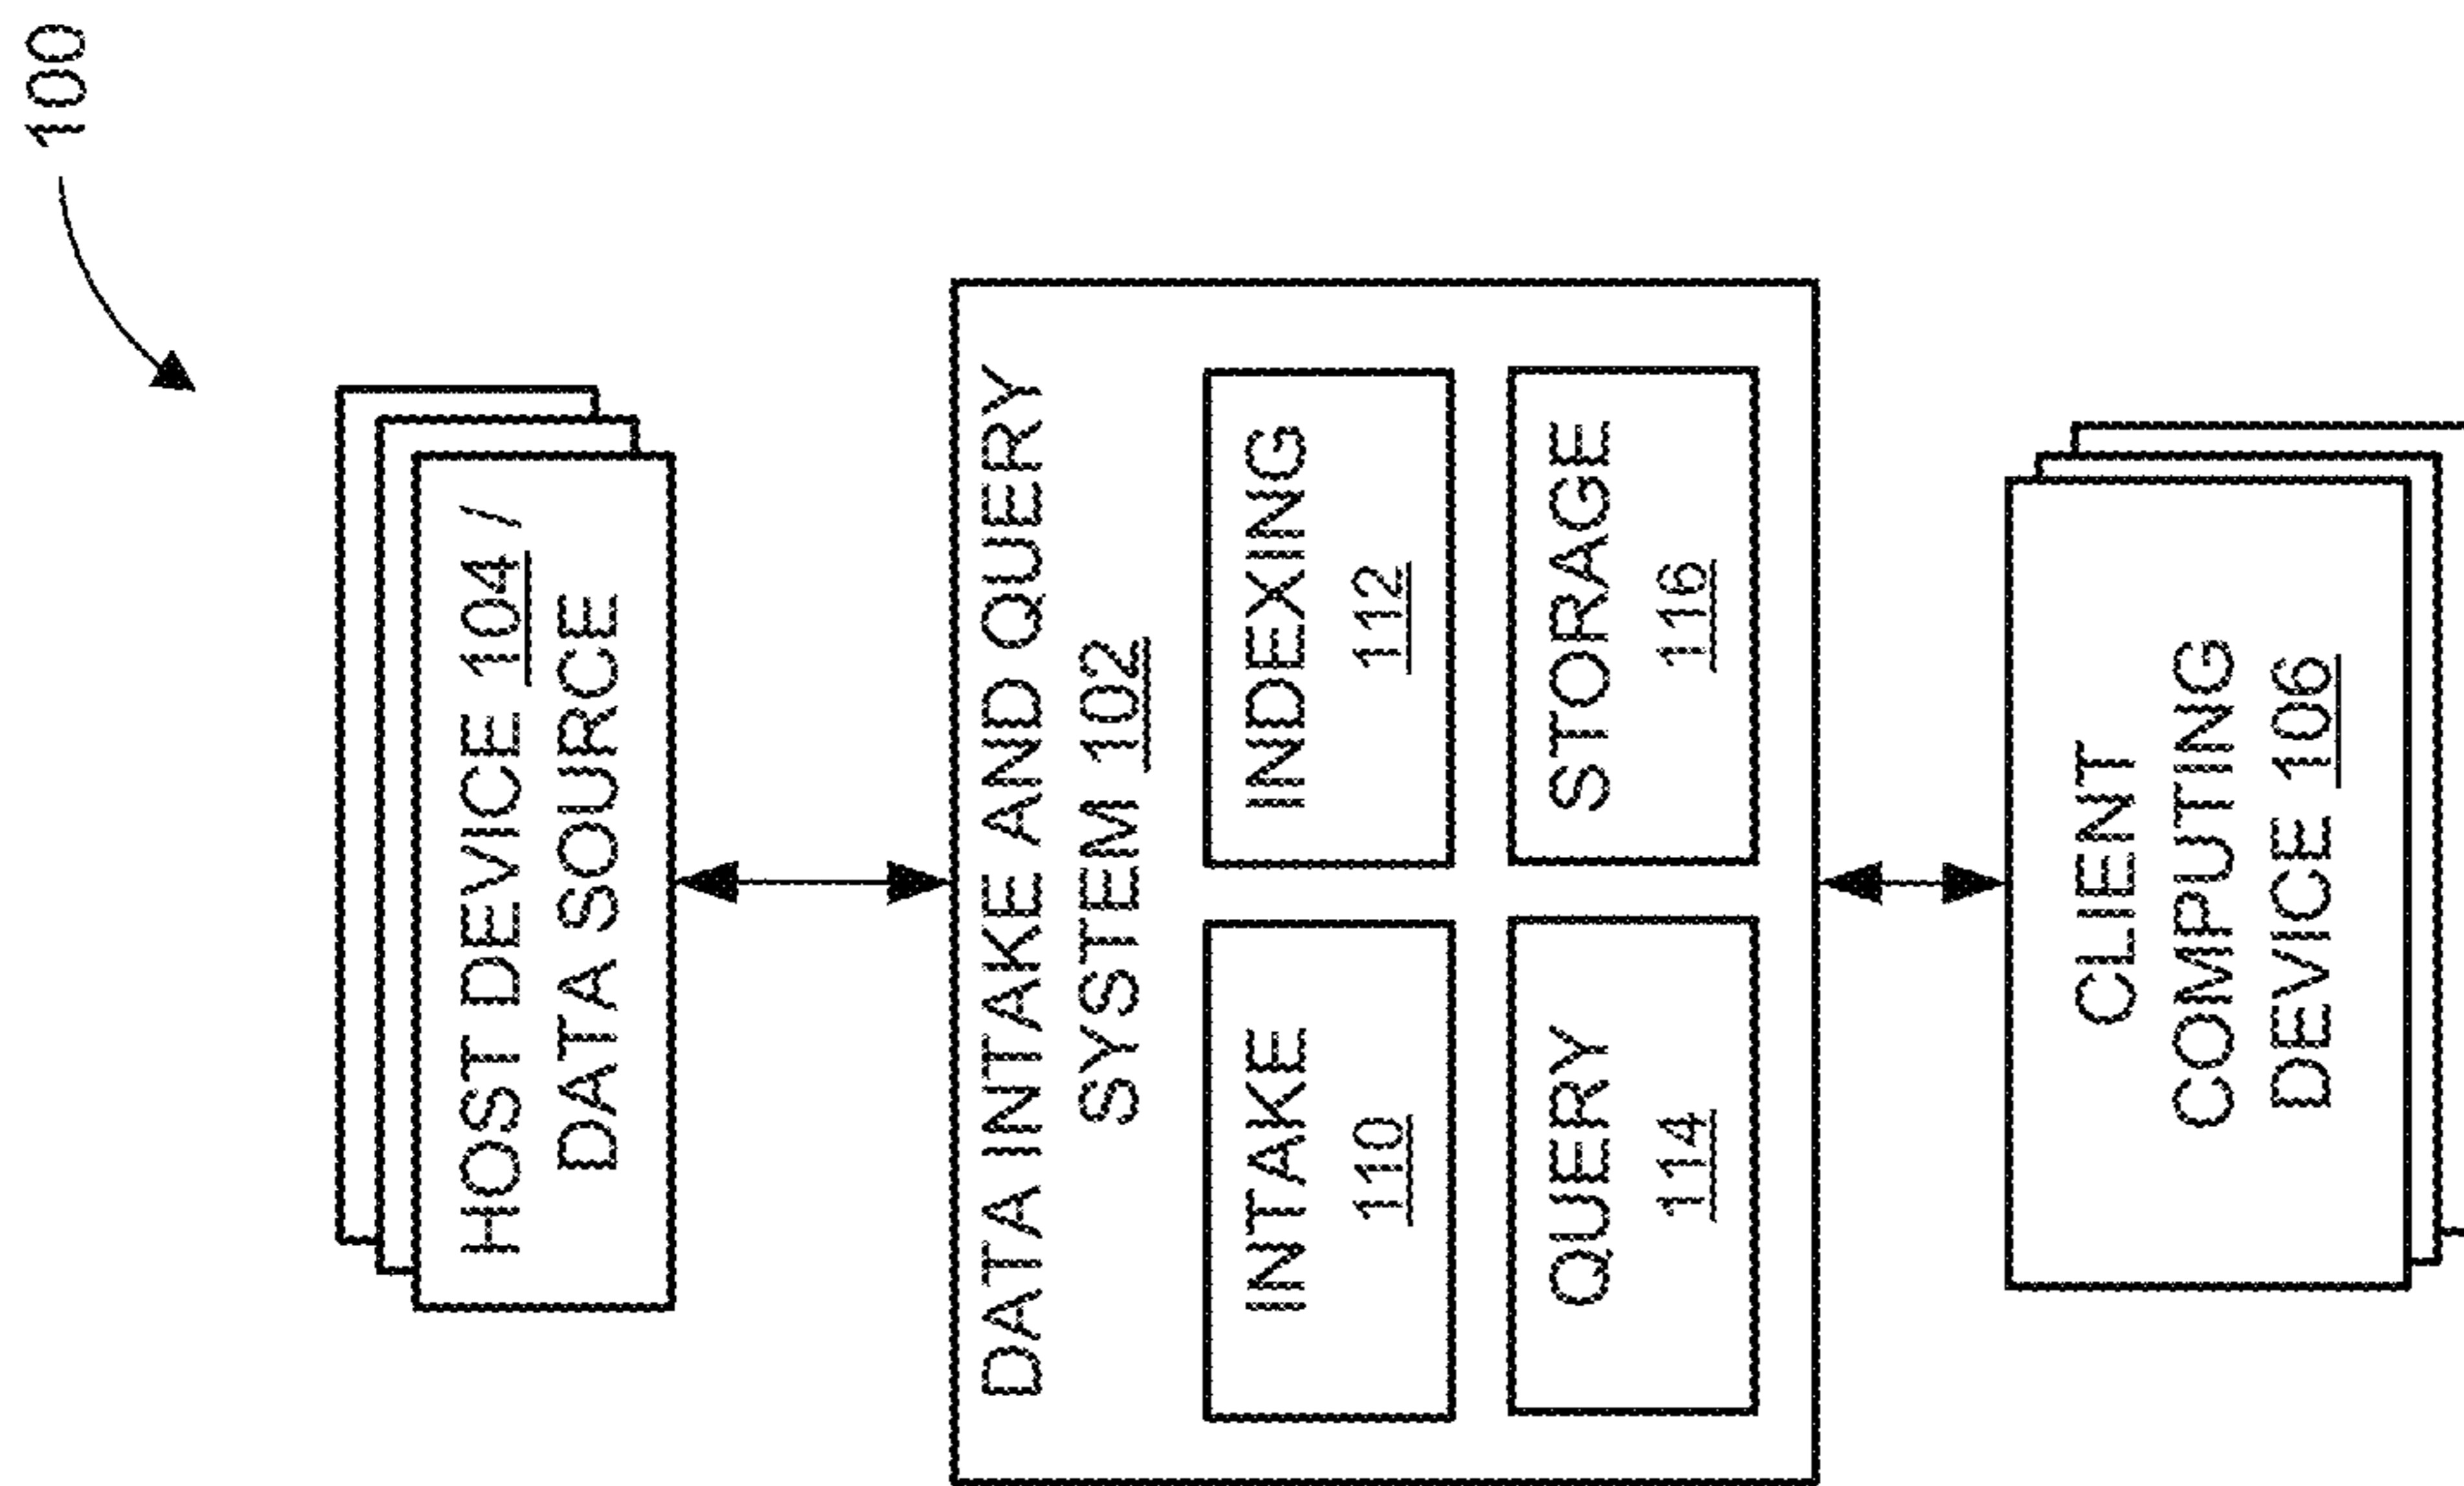 100
HOST DEVICE 104 /
DATA SOURCE
DATA INTAKE AND QUERY
SYSTEM 102
INTAKE
110
INDEXING
112
QUERY
114
STORAGE
116
CLIENT
COMPUTING
DEVICE 106